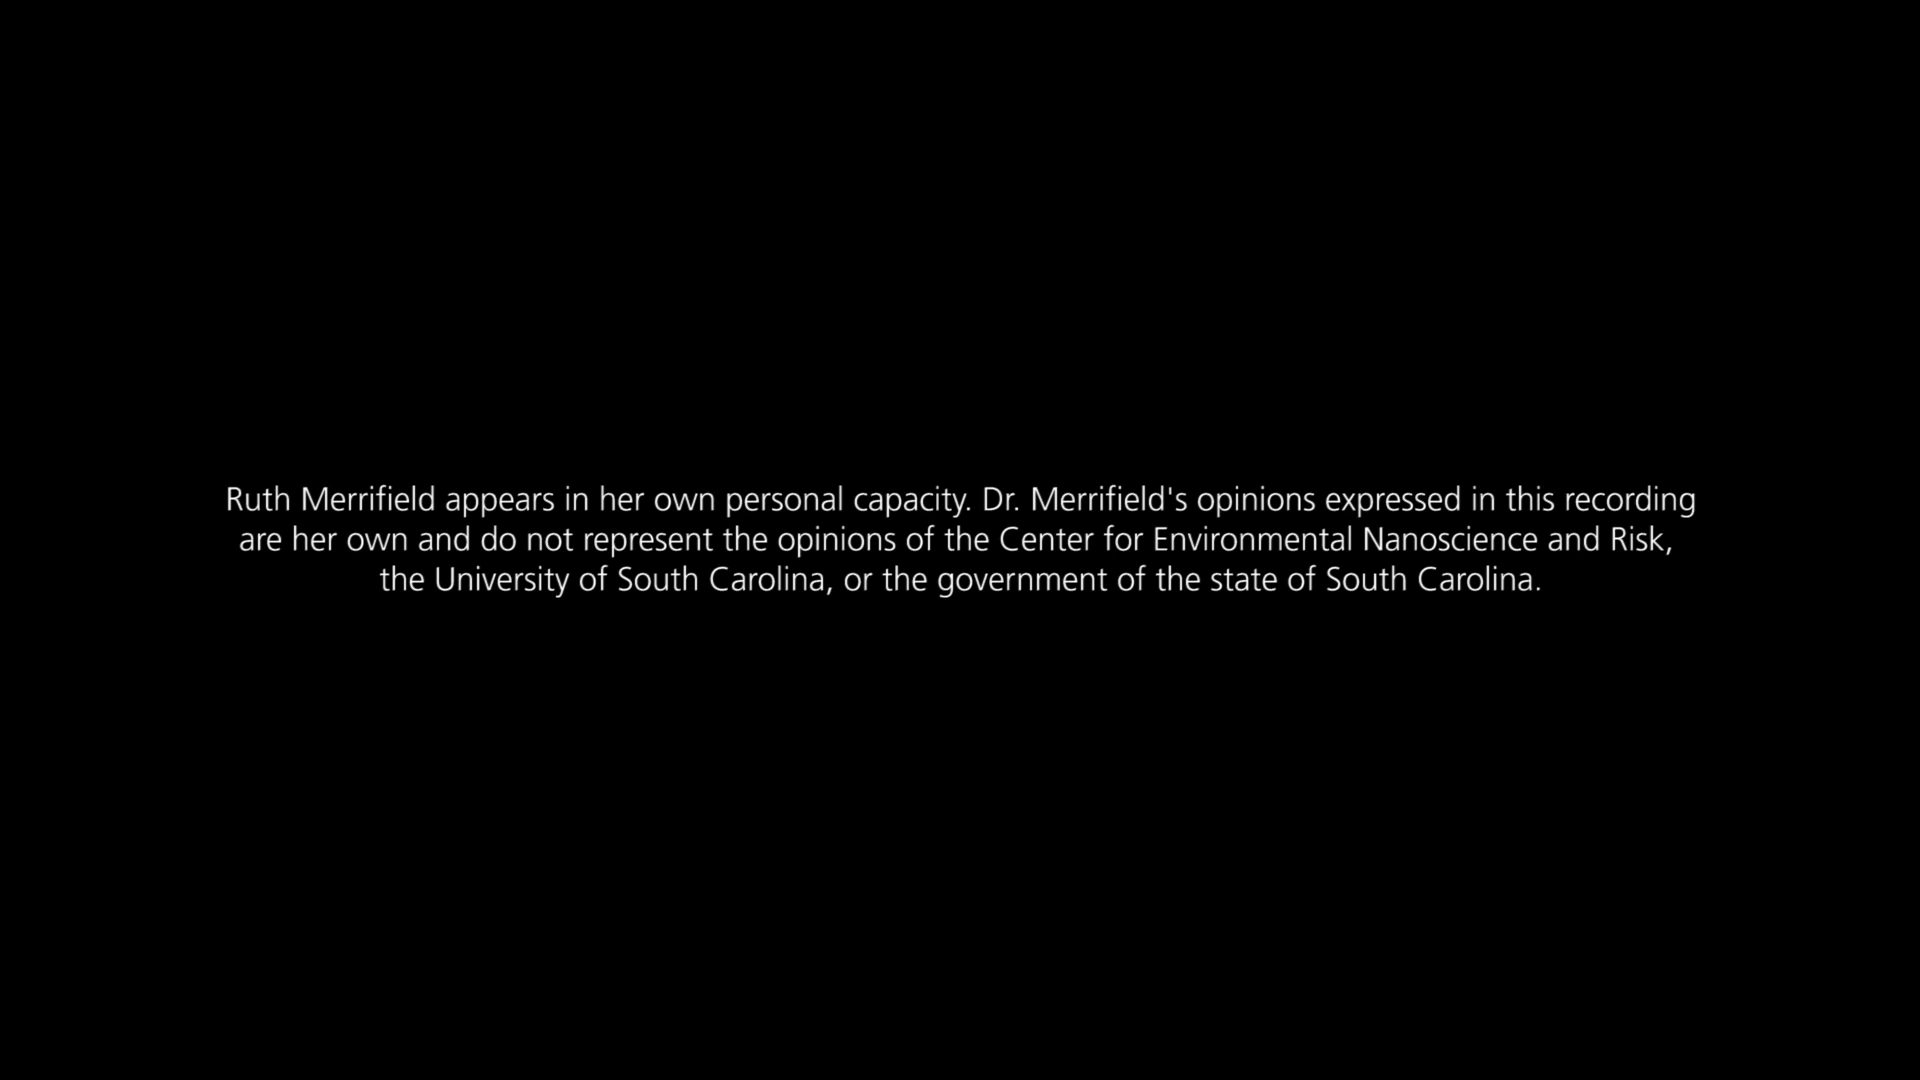 Ruth Merrifield appears in her own personal capacity. Dr. Merrifield's opinions expressed in this recording
are her own and do not represent the opinions of the Center for Environmental Nanoscience and Risk,
the University of South Carolina, or the government of the state of South Carolina.